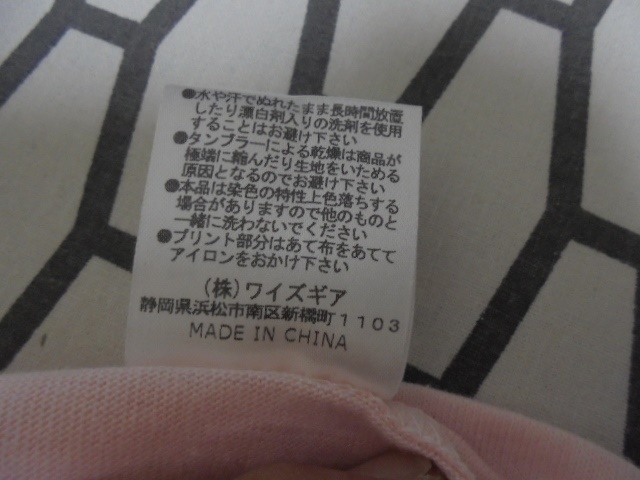 ●水や汗でぬれたまま長時間放置
したり漂白剤入りの洗剤を使用
することはお避け下さい
●タンブラーによる乾燥は商品が
極端に縮んだり生地をいためる
原因となるのでお避け下さい
●本品は染色の特性上色落ちする
場合がありますので他のものと
一緒に洗わないでください
●プリント部分はあて布をあてて
アイロンをおかけ下さい
(株)ワイズギア
静岡県浜松市南区新橋町1103
MADE IN CHINA